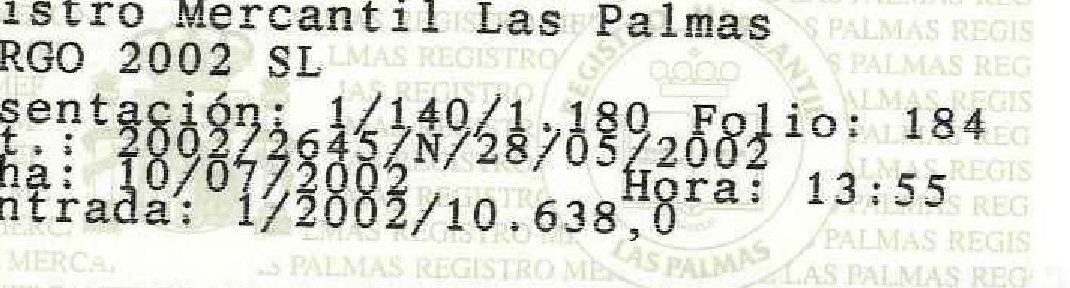 istro Mercantil Las Palmas
RGO 2002 SL
sentación: 1/140/1.180 Folio: 184
t.: 2002/2645/N/28/05/2002
ha: 10/07/2002 Hora: 13:55
ntrada: 1/2002/10.638,0